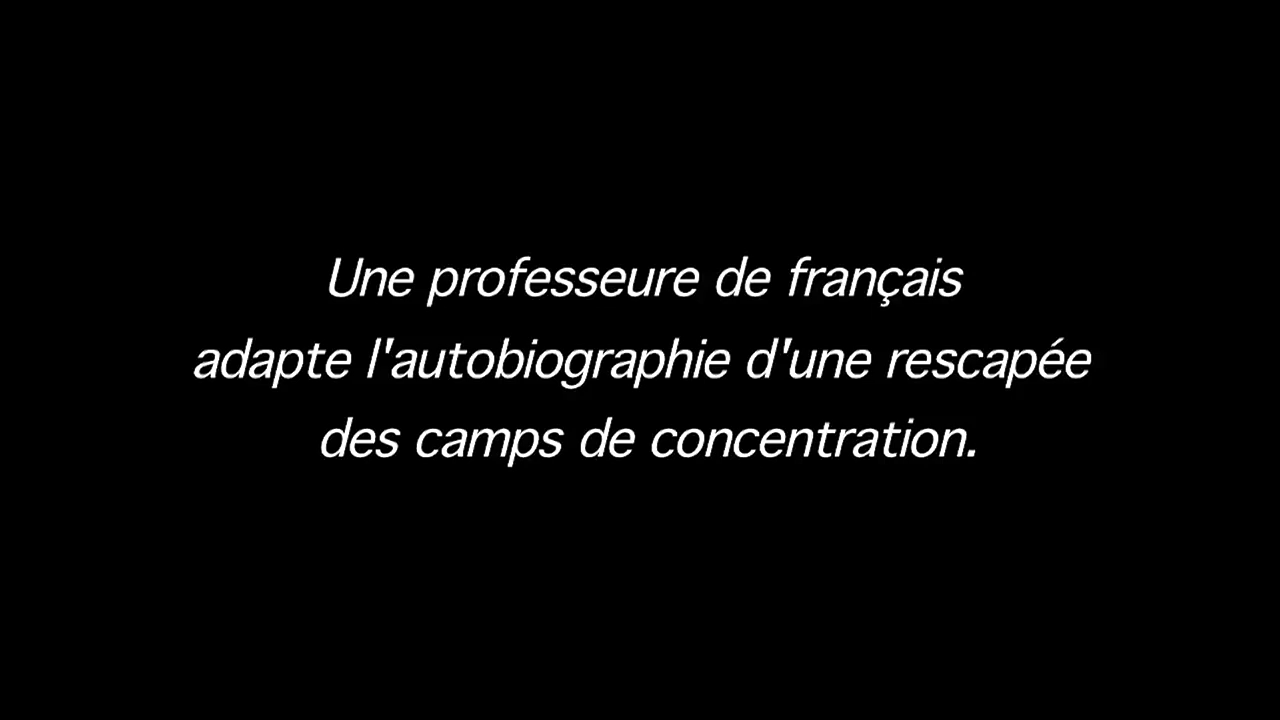 Une professeure de français
adapte l'autobiographie d'une rescapée
des camps de concentration.